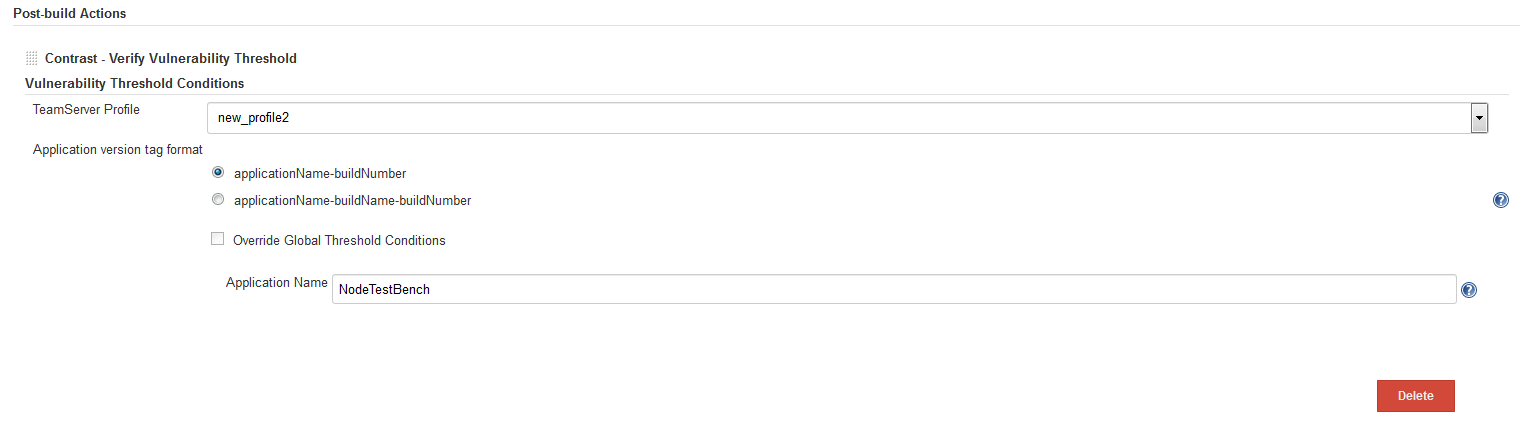 Post-build Actions
Contrast - Verify Vulnerability Threshold
Vulnerability Threshold Conditions
TeamServer Profile
new_profile2
Application version tag format
applicationName-buildNumber
applicationName-buildName-buildNumber
?
Override Global Threshold Conditions
Application Name
NodeTestBench
?
Delete